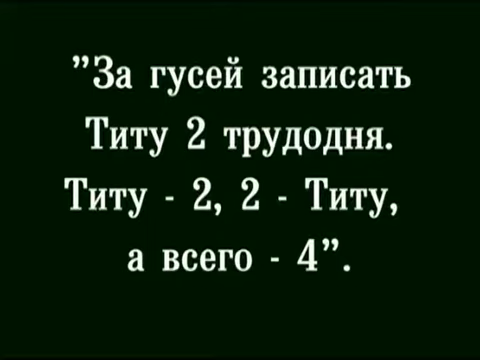 ”За гусей записать
Титу 2 трудодня.
Титу - 2, 2 - Титу,
а всего - 4”.